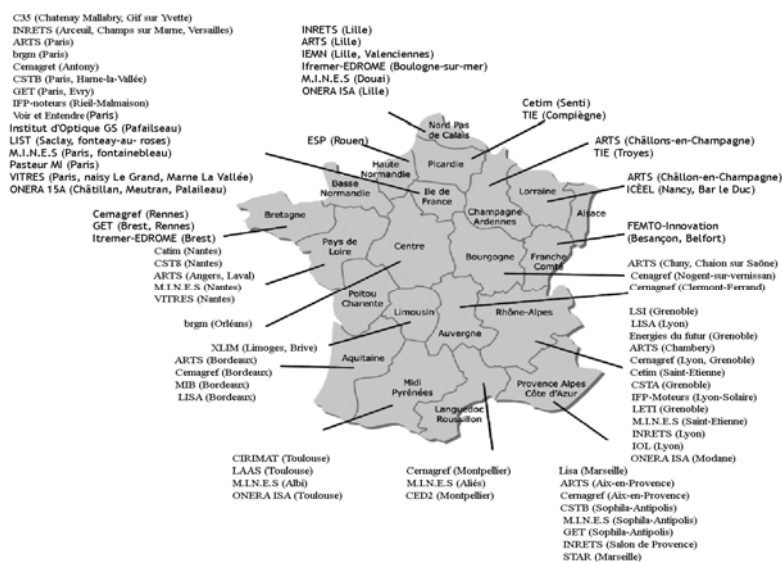 C35 (Chatenay Mallabry, Gif sur Yvette)
INRETS (Arceuil, Champs sur Marne, Versailles)
ARTS (Paris)
brgm (Paris)
Cemagref (Antony)
CSTB (Paris, Harne-la-Vallée)
GET (Paris, Evry)
IFP-noteurs (Rieil-Malmaison)
Voir et Entendre (Paris)
Institut d'Optique GS (Pafailseau)
LIST (Saclay, fonteay-au- roses)
M.I.N.E.S (Paris, fontainebleau)
Pasteur MI (Paris)
VITRES (Paris, naisy Le Grand, Marne La Vallée)
ONERA 15A (Châtillan, Meutran, Palaileau)
INRETS (Lille)
ARTS (Lille)
IEMN (Lille, Valenciennes)
Ifremer-EDROME (Boulogne-sur-mer)
M.I.N.E.S (Douai)
ONERA ISA (Lille)
Cetim (Senti)
TIE (Compiègne)
ESP (Rouen)
ARTS (Châllons-en-Champagne)
TIE (Troyes)
ARTS (Châllon-en-Champagne)
ICÈEL (Nancy, Bar le Duc)
FEMTO-Innovation
(Besançon, Belfort)
Cemagref (Rennes)
GET (Brest, Rennes)
Itremer-EDROME (Brest)
Catim (Nantes)
CST8 (Nantes)
ARTS (Angers, Laval)
M.I.N.E.S (Nantes)
VITRES (Nantes)
brgm (Orléans)
XLIM (Limoges, Brive)
ARTS (Bordeaux)
Cemagref (Bordeaux)
MIB (Bordeaux)
LISA (Bordeaux)
ARTS (Cluny, Chaion sur Saône)
Cenagref (Nogent-sur-vernissan)
Cernagnef (Clermont-Ferrand)
LSI (Grenoble)
LISA (Lyon)
Energies du futur (Grenoble)
ARTS (Chambery)
Cemagref (Lyon, Grenoble)
Cetim (Saint-Etienne)
CSTA (Grenoble)
IFP-Moteurs (Lyon-Solaire)
LETI (Grenoble)
M.I.N.E.S (Saint-Etienne)
INRETS (Lyon)
IOL (Lyon)
ONERA ISA (Modane)
Nord Pas
de Calais
Picardie
Haute
Normandie
Basse
Normandie
Ile de
France
Lorraine
Champagne
Ardennes
Alsace
Bretagne
Pays de
Loire
Centre
Bourgogne
Franche
Comté
Poitou
Charente
Limousin
Auvergne
Rhône-Alpes
Aquitaine
Midi
Pyrénées
Languedoc
Roussillon
Provence Alpes
Côte d'Azur
CIRIMAT (Toulouse)
LAAS (Toulouse)
M.I.N.E.S (Albi)
ONERA ISA (Toulouse)
Cernagref (Montpellier)
M.I.N.E.S (Aliés)
CED2 (Montpellier)
Lisa (Marseille)
ARTS (Aix-en-Provence)
Cernagref (Aix-en-Provence)
CSTB (Sophila-Antipolis)
M.I.N.E.S (Sophila-Antipolis)
GET (Sophila-Antipolis)
INRETS (Salon de Provence)
STAR (Marseille)